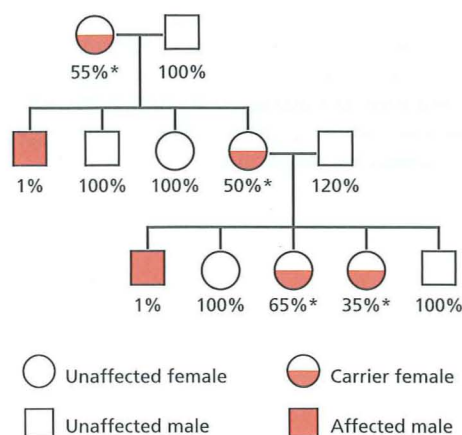 55%* 100%
1% 100% 100% 50%* 120%
1% 100% 65%* 35%* 100%
Unaffected female Carrier female
Unaffected male Affected male